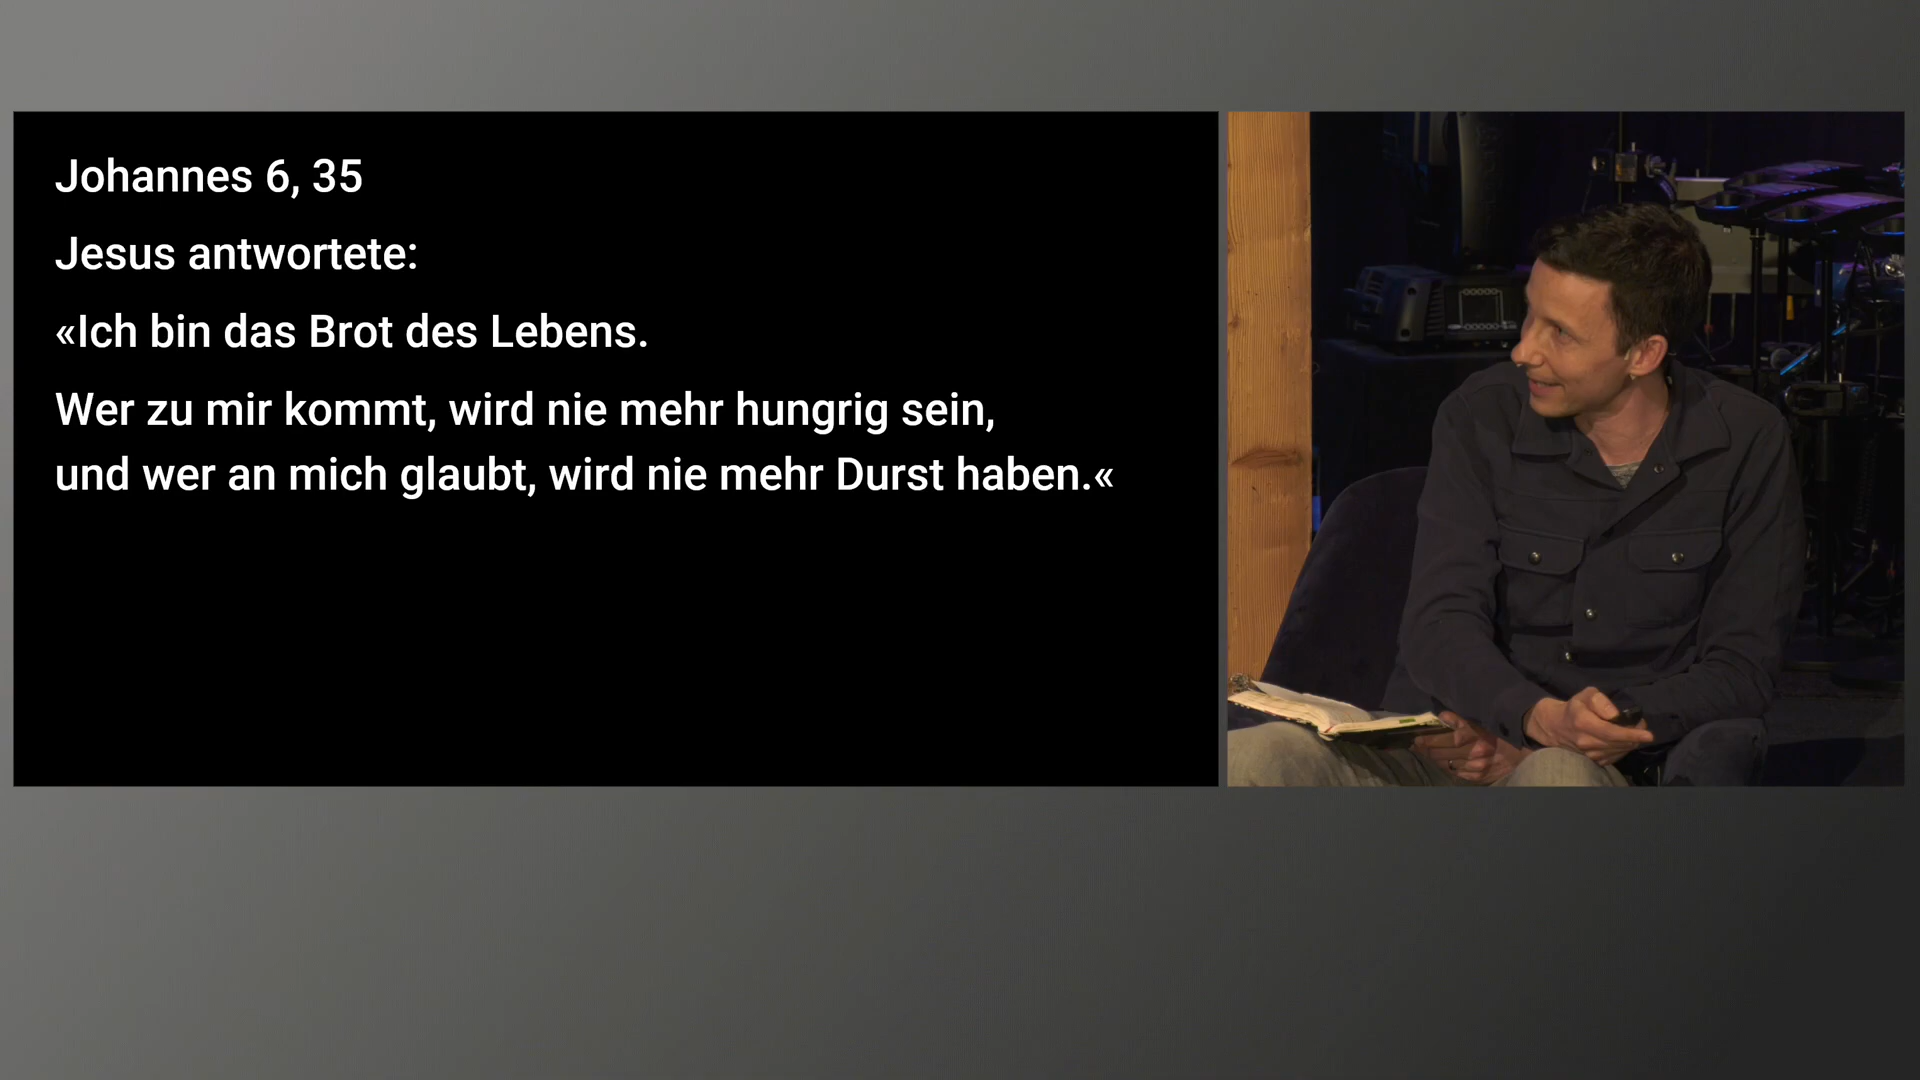 Johannes 6, 35
Jesus antwortete:
«Ich bin das Brot des Lebens.
Wer zu mir kommt, wird nie mehr hungrig sein,
und wer an mich glaubt, wird nie mehr Durst haben.«